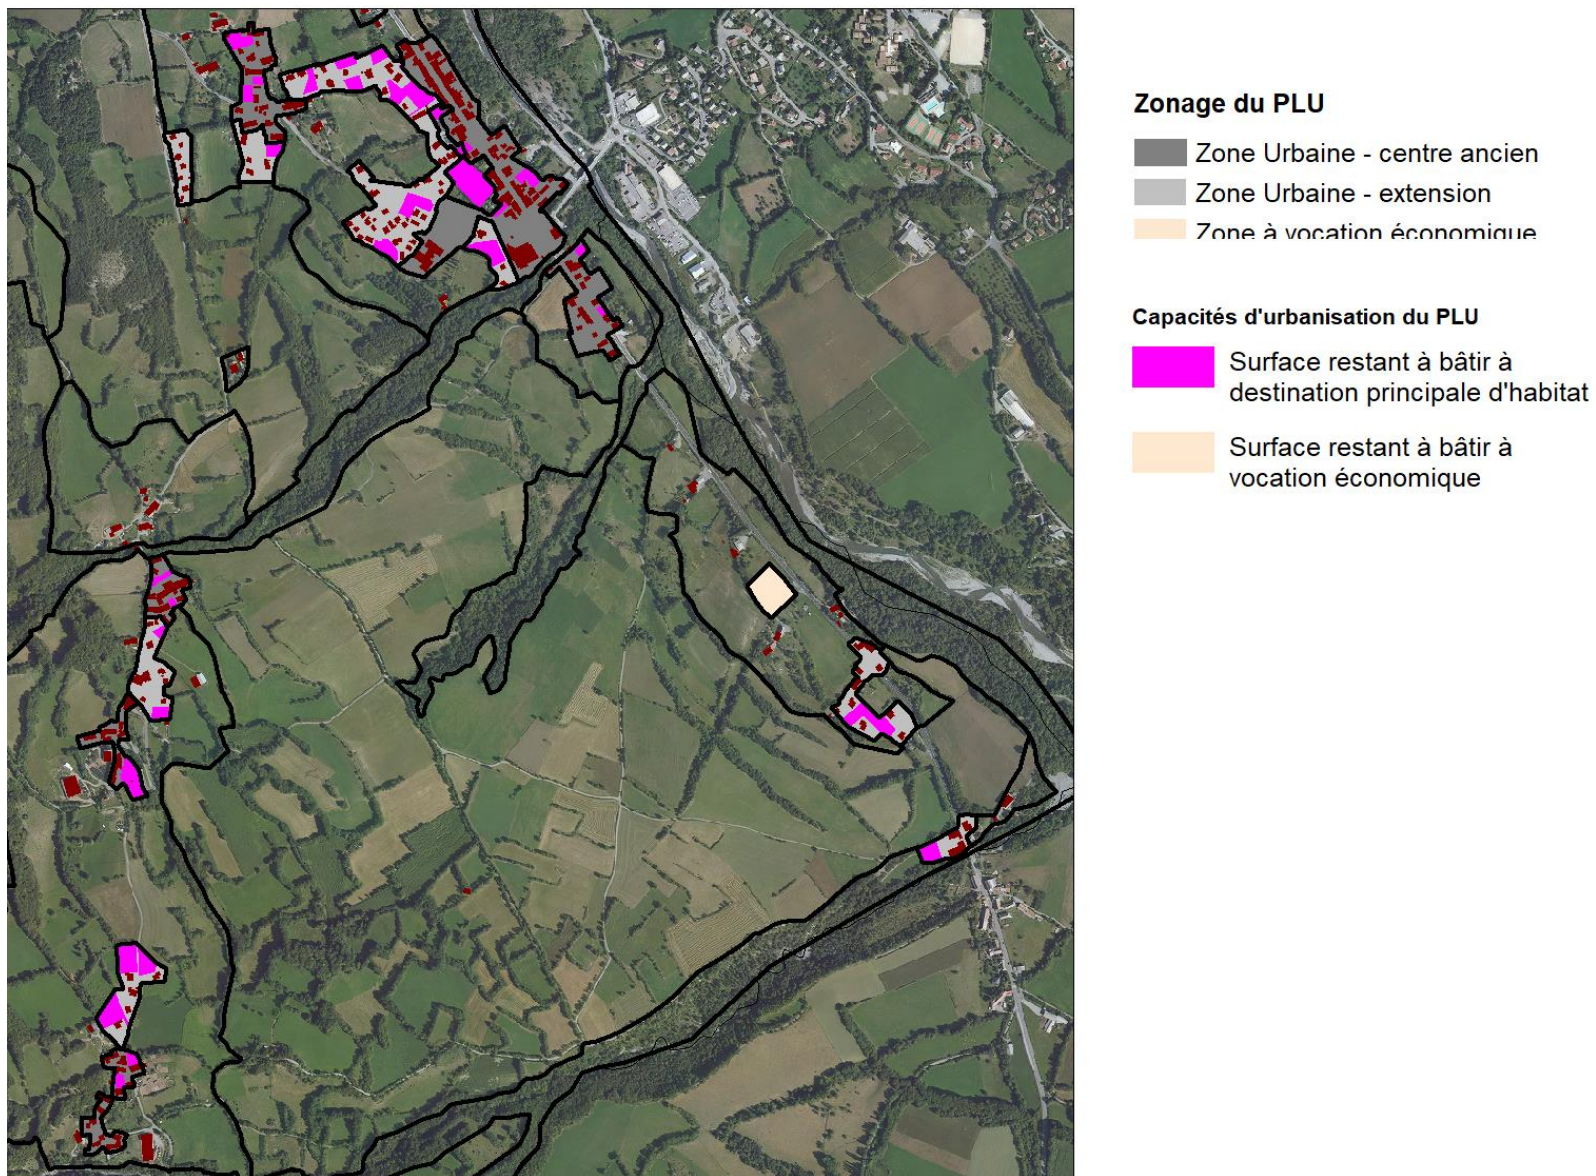 Zonage du PLU
Zone Urbaine - centre ancien
Zone Urbaine - extension
Zone à vocation économique
Capacités d'urbanisation du PLU
Surface restant à bâtir à
destination principale d'habitat
Surface restant à bâtir à
vocation économique